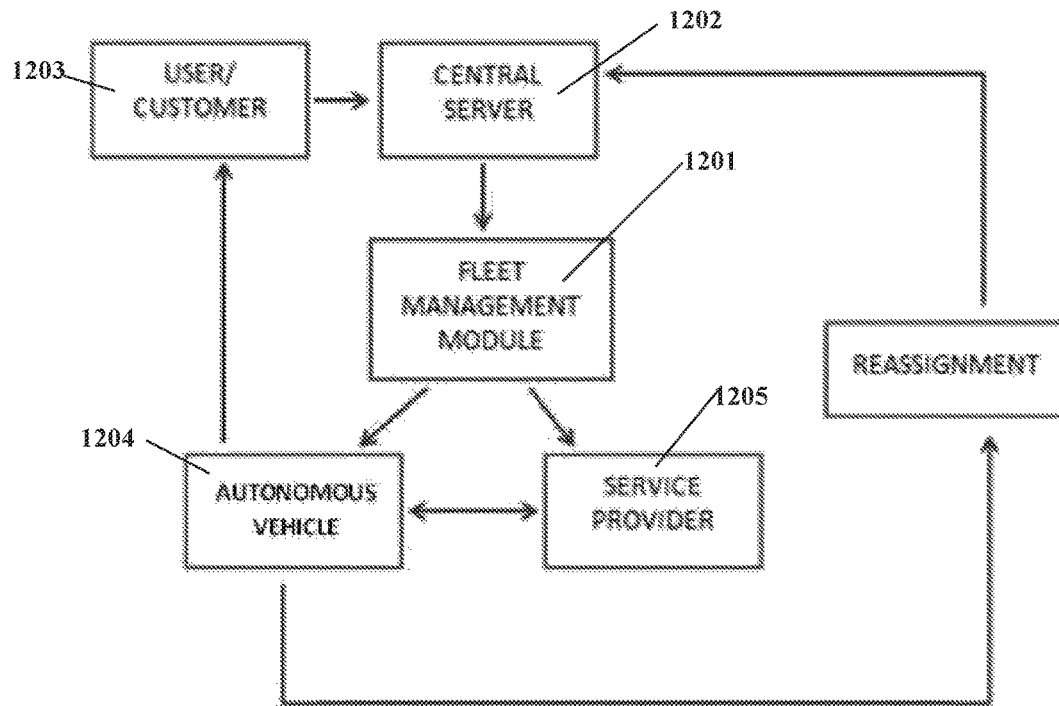 1202
1203
USER/
CUSTOMER
CENTRAL
SERVER
1201
FLEET
MANAGEMENT
MODULE
REASSIGNMENT
1205
1204
AUTONOMOUS
VEHICLE
SERVICE
PROVIDER